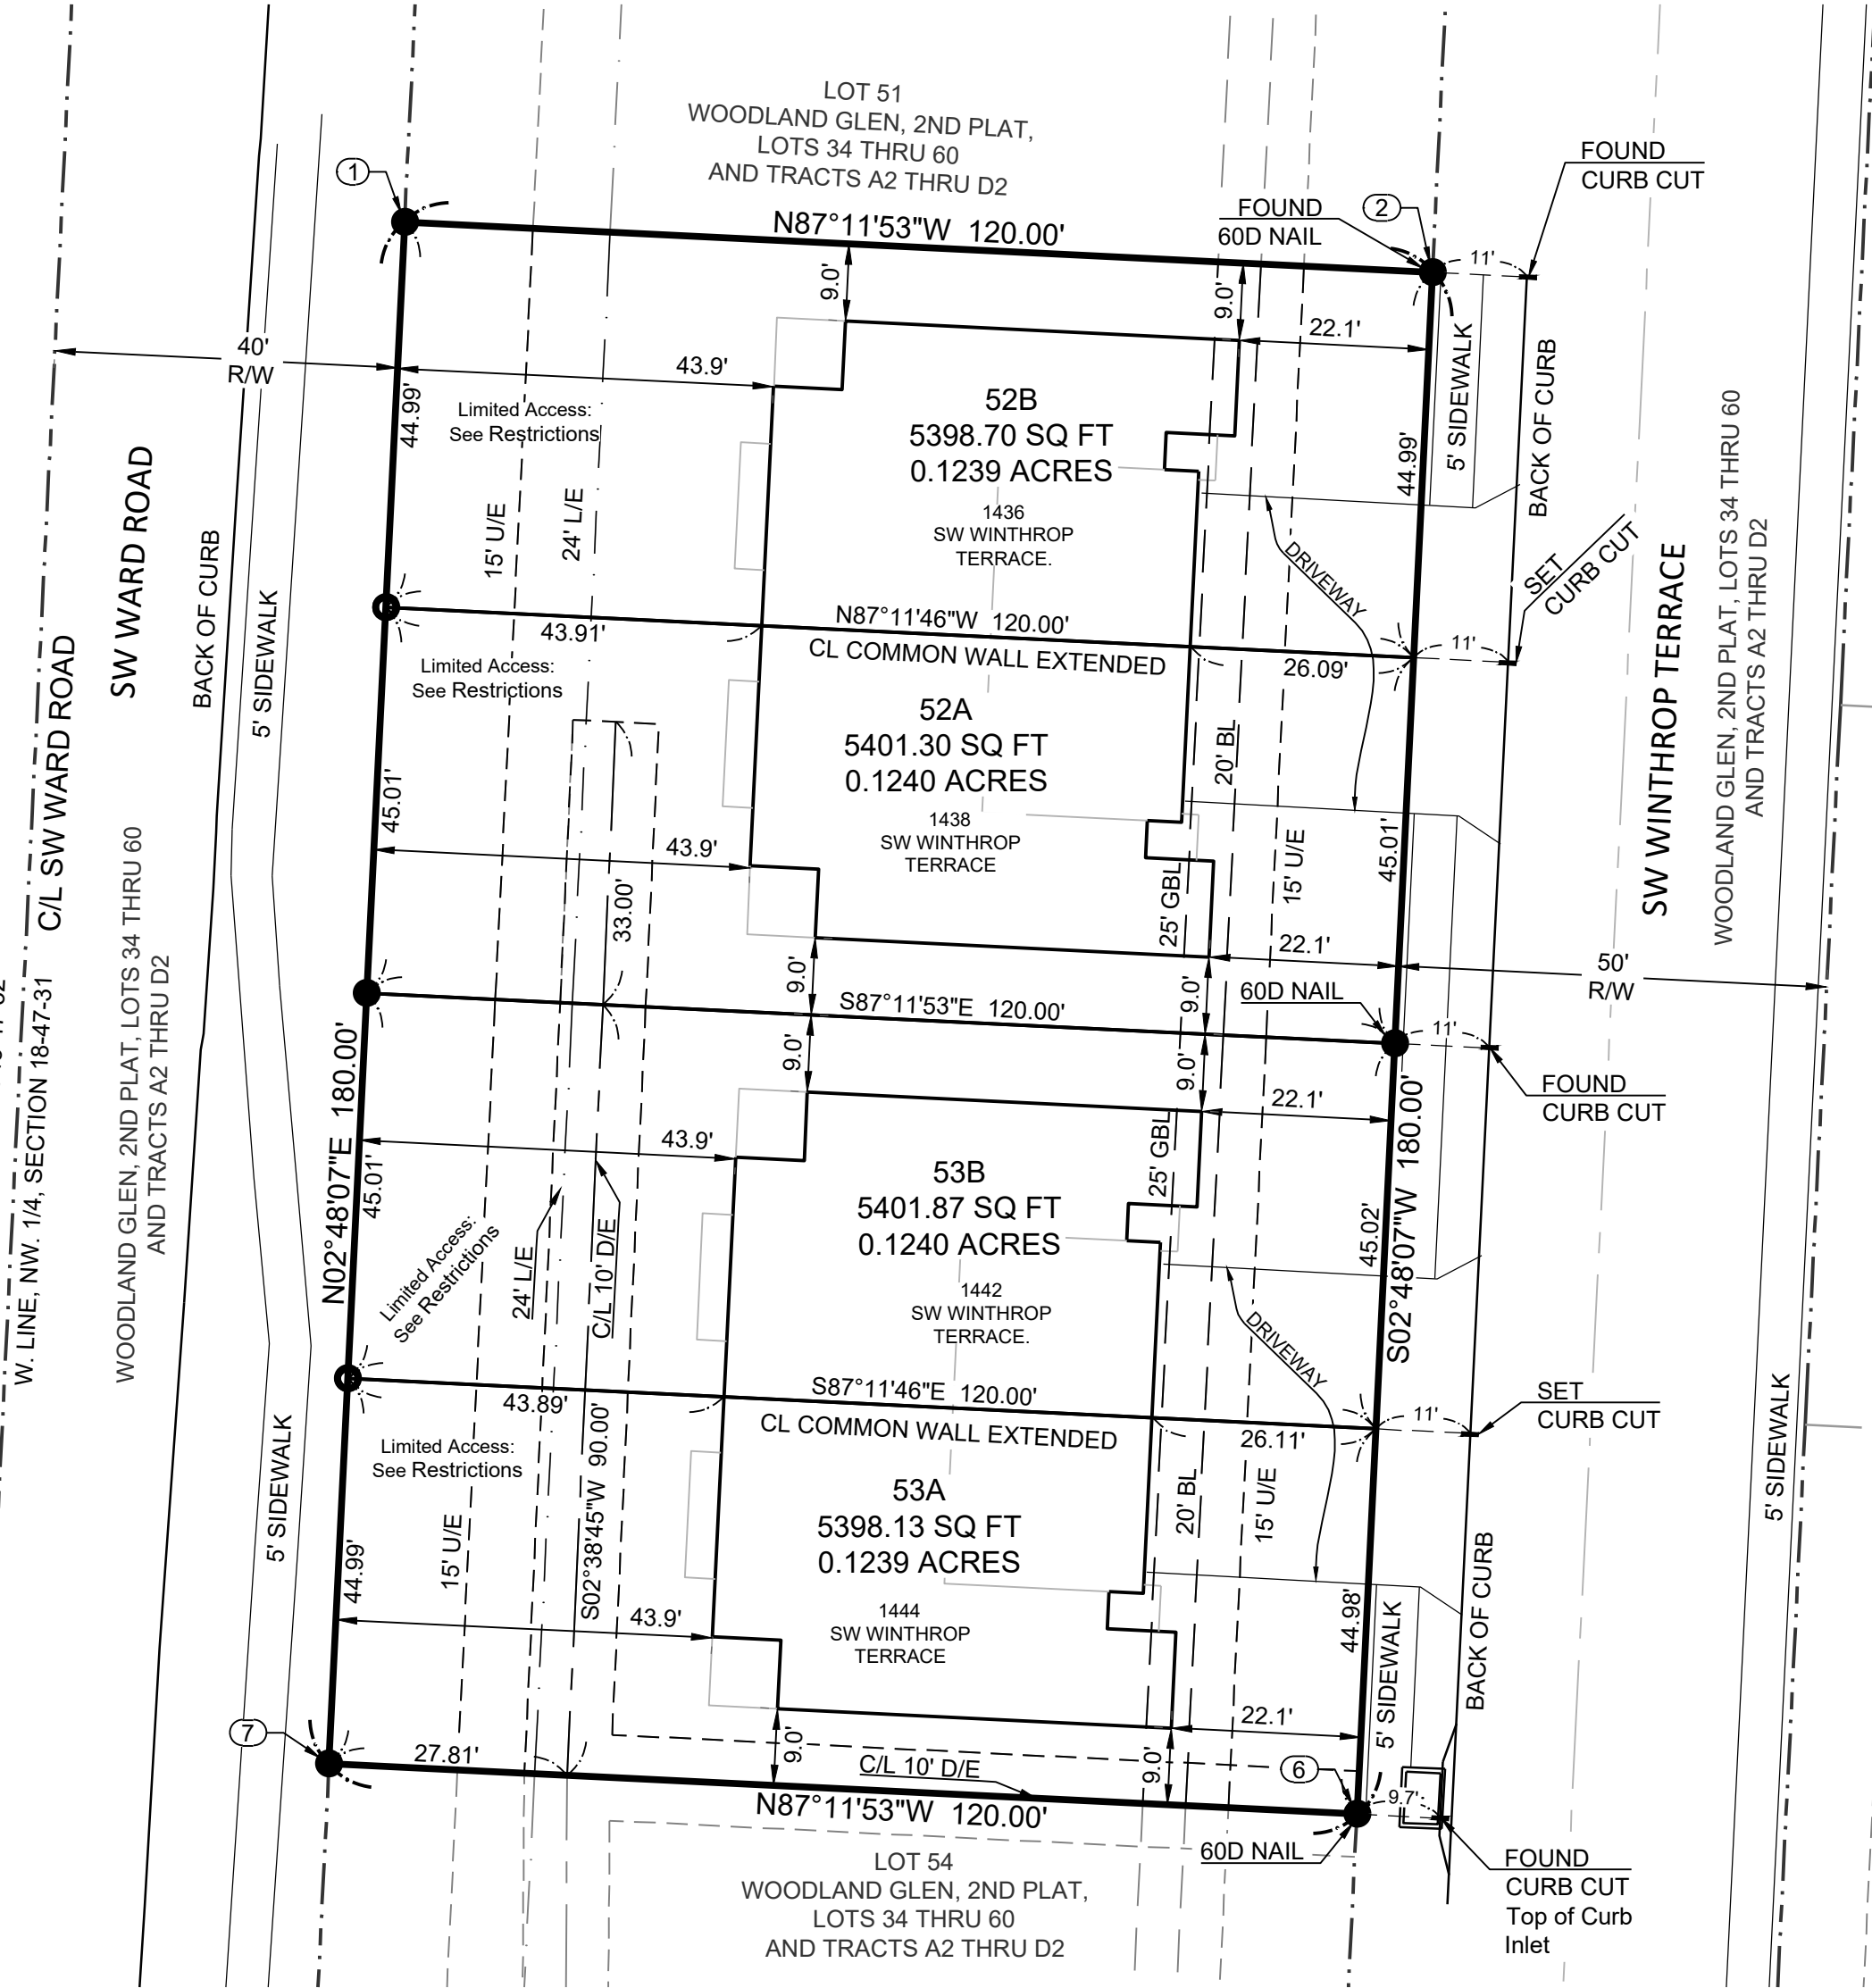 LOT 51
WOODLAND GLEN, 2ND PLAT,
LOTS 34 THRU 60
AND TRACTS A2 THRU D2
FOUND
CURB CUT
1
N87°11'53"W 120.00'
FOUND
60D NAIL
2
11'
9.0'
9.0'
22.1'
40'
R/W
43.9'
44.99'
Limited Access:
See Restrictions
52B
5398.70 SQ FT
0.1239 ACRES
1436
SW WINTHROP
TERRACE.
44.99'
5' SIDEWALK
BACK OF CURB
15' U/E
24' L/E
DRIVEWAY
SET
CURB CUT
SW WARD ROAD
BACK OF CURB
5' SIDEWALK
C/L SW WARD ROAD
W. LINE, NW. 1/4, SECTION 18-47-31
WOODLAND GLEN, 2ND PLAT, LOTS 34 THRU 60
AND TRACTS A2 THRU D2
SW WINTHROP TERRACE
WOODLAND GLEN, 2ND PLAT, LOTS 34 THRU 60
AND TRACTS A2 THRU D2
N87°11'46"W 120.00'
43.91'
CL COMMON WALL EXTENDED
26.09'
11'
Limited Access:
See Restrictions
52A
5401.30 SQ FT
0.1240 ACRES
1438
SW WINTHROP
TERRACE
45.01'
43.9'
33.00'
20' BL
25' GBL
15' U/E
45.01'
22.1'
50'
R/W
9.0'
9.0'
S87°11'53"E 120.00'
60D NAIL
11'
9.0'
9.0'
FOUND
CURB CUT
N02°48'07"E 180.00'
45.01'
43.9'
22.1'
25' GBL
53B
5401.87 SQ FT
0.1240 ACRES
1442
SW WINTHROP
TERRACE.
Limited Access:
See Restrictions
24' L/E
C/L 10' D/E
45.02'
S02°48'07"W 180.00'
DRIVEWAY
S87°11'46"E 120.00'
43.89'
CL COMMON WALL EXTENDED
26.11'
11'
SET
CURB CUT
5' SIDEWALK
Limited Access:
See Restrictions
53A
5398.13 SQ FT
0.1239 ACRES
1444
SW WINTHROP
TERRACE
5' SIDEWALK
44.99'
15' U/E
S02°38'45"W 90.00'
43.9'
20' BL
15' U/E
44.98'
5' SIDEWALK
BACK OF CURB
22.1'
7
27.81'
9.0'
C/L 10' D/E
9.0'
6
9.7'
N87°11'53"W 120.00'
60D NAIL
FOUND
CURB CUT
Top of Curb
Inlet
LOT 54
WOODLAND GLEN, 2ND PLAT,
LOTS 34 THRU 60
AND TRACTS A2 THRU D2